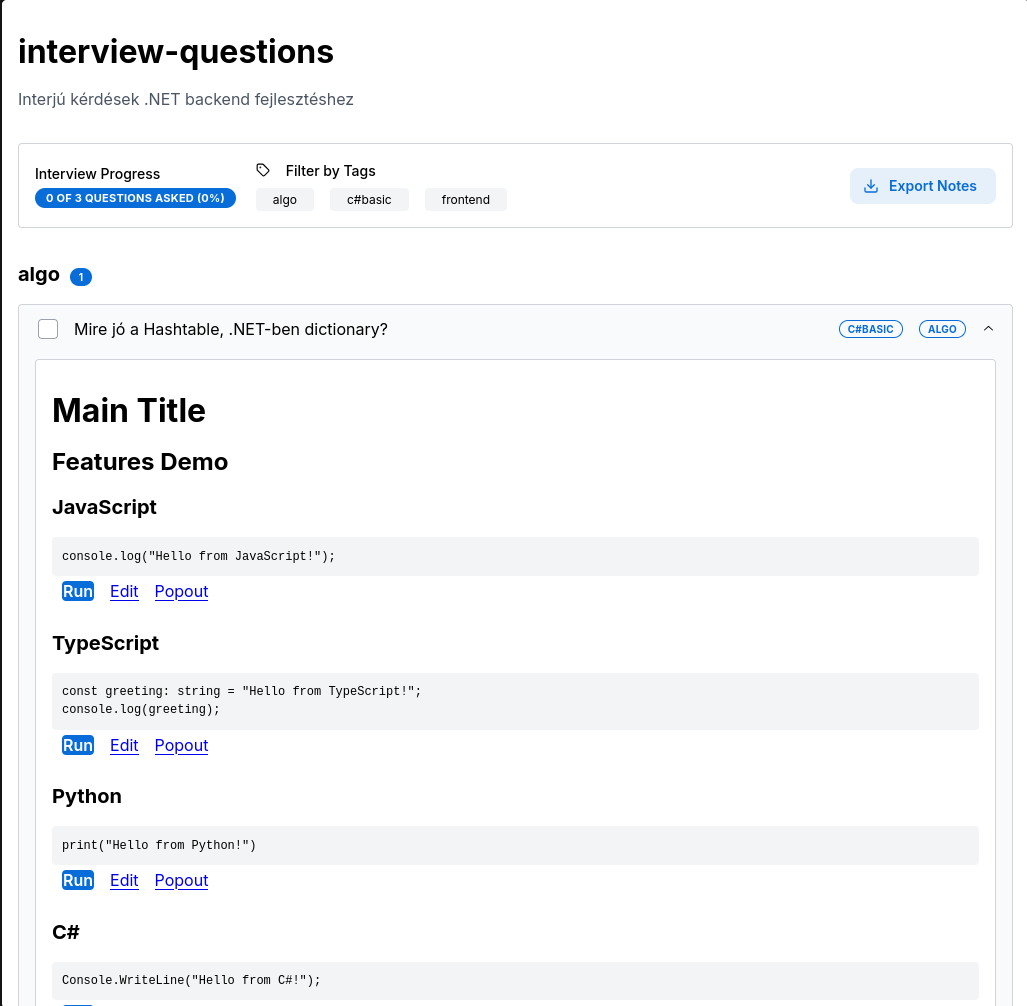 interview-questions
Interjú kérdések .NET backend fejlesztéshez
Interview Progress
0 OF 3 QUESTIONS ASKED (0%)
Filter by Tags
algo c#basic frontend
Export Notes
algo 1
Mire jó a Hashtable, .NET-ben dictionary? C#BASIC ALGO
Main Title
Features Demo
JavaScript
console.log("Hello from JavaScript!");
Run Edit Popout
TypeScript
const greeting: string = "Hello from TypeScript!";
console.log(greeting);
Run Edit Popout
Python
print("Hello from Python!")
Run Edit Popout
C#
Console.WriteLine("Hello from C#!");